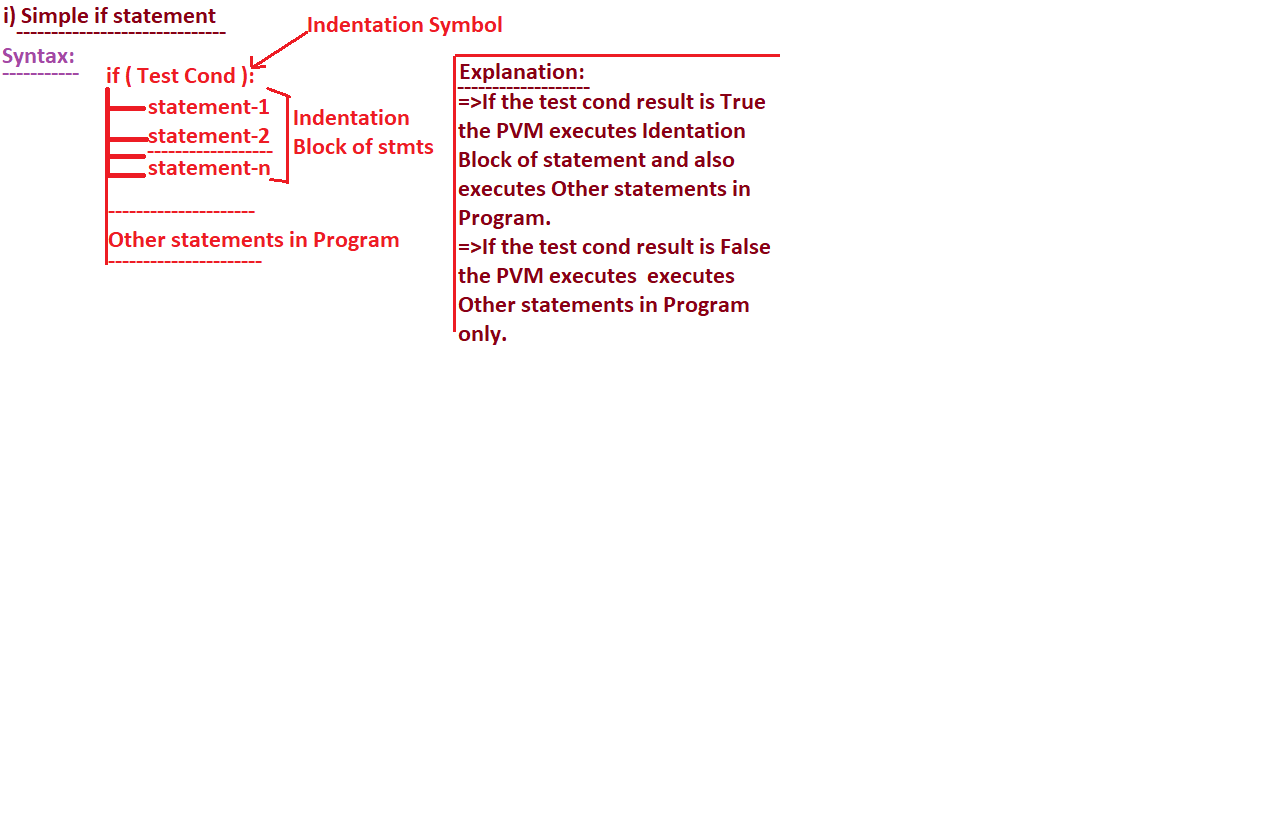 i) Simple if statement
-------------------------------
Indentation Symbol
Syntax:
-----------
if ( Test Cond ):
statement-1
statement-2
------------------
statement-n
Indentation
Block of stmts
---------------------
Other statements in Program
----------------------
Explanation:
-------------------
=>If the test cond result is True
the PVM executes Identation
Block of statement and also
executes Other statements in
Program.
=>If the test cond result is False
the PVM executes  executes
Other statements in Program
only.